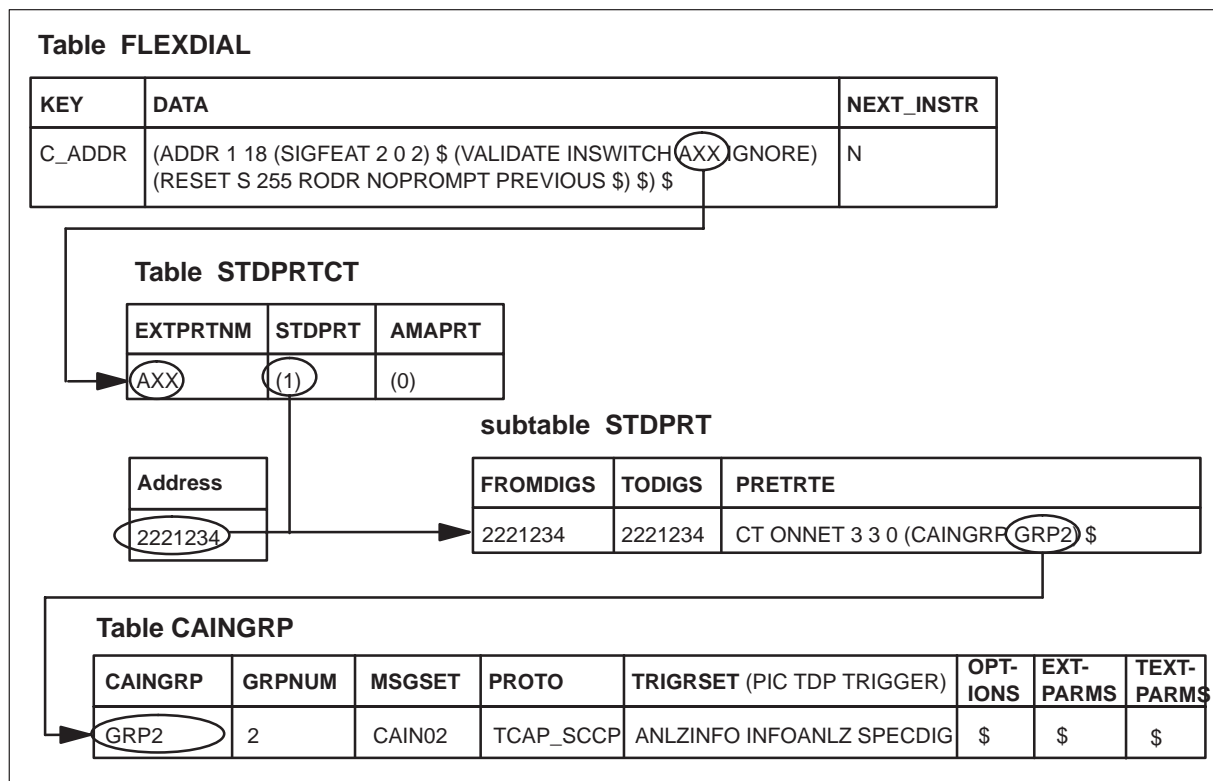 Table FLEXDIAL
KEY DATA NEXT_INSTR
C_ADDR (ADDR 1 18 (SIGFEAT 2 0 2) $ (VALIDATE INSWITCH AXX IGNORE) N
(RESET S 255 RODR NOPROMPT PREVIOUS $) $) $
Table STDPRTCT
EXTPRTNM STDPRT AMAPRT
AXX (1) (0)
subtable STDPRT
Address
2221234
FROMDIGS TODIGS PRETRTE
2221234 2221234 CT ONNET 3 3 0 (CAINGRP GRP2) $
Table CAINGRP
CAINGRP GRPNUM MSGSET PROTO TRIGRSET (PIC TDP TRIGGER) OPT-IONS EXT-PARMS TEXT-PARMS
GRP2 2 CAIN02 TCAP_SCCP ANLZINFO INFOANLZ SPECDIG $ $ $